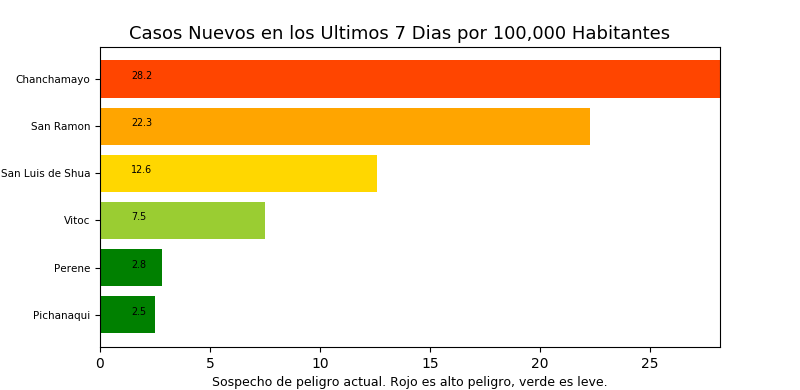 Casos Nuevos en los Ultimos 7 Dias por 100,000 Habitantes
Chanchamayo 28.2
San Ramon 22.3
San Luis de Shua 12.6
Vitoc 7.5
Perene 2.8
Pichanaqui 2.5
0 5 10 15 20 25
Sospecho de peligro actual. Rojo es alto peligro, verde es leve.